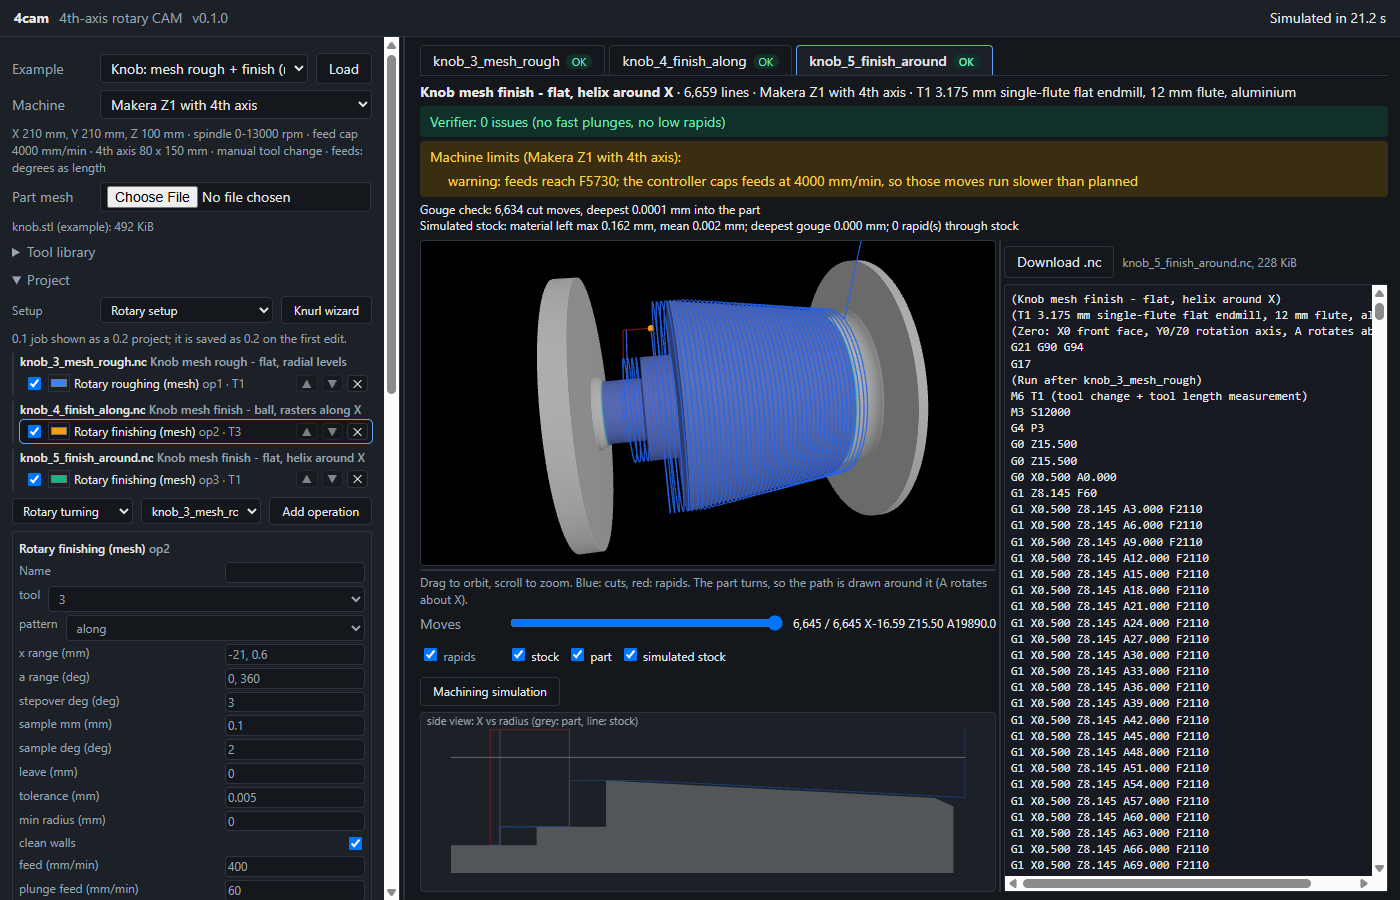 4cam 4th-axis rotary CAM v0.1.0
Simulated in 21.2 s
Example Knob: mesh rough + finish ( Load
Machine Makera Z1 with 4th axis
X 210 mm, Y 210 mm, Z 100 mm · spindle 0-13000 rpm · feed cap
4000 mm/min · 4th axis 80 x 150 mm · manual tool change · feeds:
degrees as length
Part mesh Choose File No file chosen
knob.stl (example): 492 KiB
▶ Tool library
▼ Project
Setup Rotary setup Knurl wizard
0.1 job shown as a 0.2 project; it is saved as 0.2 on the first edit.
knob_3_mesh_rough.nc Knob mesh rough - flat, radial levels
Rotary roughing (mesh) op1 · T1 ▲ ▼ ✕
knob_4_finish_along.nc Knob mesh finish - ball, rasters along X
Rotary finishing (mesh) op2 · T3 ▲ ▼ ✕
knob_5_finish_around.nc Knob mesh finish - flat, helix around X
Rotary finishing (mesh) op3 · T1 ▲ ▼ ✕
Rotary turning knob_3_mesh_rc Add operation
Rotary finishing (mesh) op2
Name
tool 3
pattern along
x range (mm) -21, 0.6
a range (deg) 0, 360
stepover deg (deg) 3
sample mm (mm) 0.1
sample deg (deg) 2
leave (mm) 0
tolerance (mm) 0.005
min radius (mm) 0
clean walls
feed (mm/min) 400
plunge feed (mm/min) 60
knob_3_mesh_rough OK knob_4_finish_along OK knob_5_finish_around OK
Knob mesh finish - flat, helix around X · 6,659 lines · Makera Z1 with 4th axis · T1 3.175 mm single-flute flat endmill, 12 mm flute, aluminium
Verifier: 0 issues (no fast plunges, no low rapids)
Machine limits (Makera Z1 with 4th axis):
warning: feeds reach F5730; the controller caps feeds at 4000 mm/min, so those moves run slower than planned
Gouge check: 6,634 cut moves, deepest 0.0001 mm into the part
Simulated stock: material left max 0.162 mm, mean 0.002 mm; deepest gouge 0.000 mm; 0 rapid(s) through stock
Drag to orbit, scroll to zoom. Blue: cuts, red: rapids. The part turns, so the path is drawn around it (A rotates
about X).
Moves 6,645 / 6,645 X-16.59 Z15.50 A19890.0
rapids stock part simulated stock
Machining simulation
side view: X vs radius (grey: part, line: stock)
Download .nc knob_5_finish_around.nc, 228 KiB
(Knob mesh finish - flat, helix around X)
(T1 3.175 mm single-flute flat endmill, 12 mm flute, al
(Zero: X0 front face, Y0/Z0 rotation axis, A rotates ab
G21 G90 G94
G17
(Run after knob_3_mesh_rough)
M6 T1 (tool change + tool length measurement)
M3 S12000
G4 P3
G0 Z15.500
G0 Z15.500
G0 X0.500 A0.000
G1 Z8.145 F60
G1 X0.500 Z8.145 A3.000 F2110
G1 X0.500 Z8.145 A6.000 F2110
G1 X0.500 Z8.145 A9.000 F2110
G1 X0.500 Z8.145 A12.000 F2110
G1 X0.500 Z8.145 A15.000 F2110
G1 X0.500 Z8.145 A18.000 F2110
G1 X0.500 Z8.145 A21.000 F2110
G1 X0.500 Z8.145 A24.000 F2110
G1 X0.500 Z8.145 A27.000 F2110
G1 X0.500 Z8.145 A30.000 F2110
G1 X0.500 Z8.145 A33.000 F2110
G1 X0.500 Z8.145 A36.000 F2110
G1 X0.500 Z8.145 A39.000 F2110
G1 X0.500 Z8.145 A42.000 F2110
G1 X0.500 Z8.145 A45.000 F2110
G1 X0.500 Z8.145 A48.000 F2110
G1 X0.500 Z8.145 A51.000 F2110
G1 X0.500 Z8.145 A54.000 F2110
G1 X0.500 Z8.145 A57.000 F2110
G1 X0.500 Z8.145 A60.000 F2110
G1 X0.500 Z8.145 A63.000 F2110
G1 X0.500 Z8.145 A66.000 F2110
G1 X0.500 Z8.145 A69.000 F2110